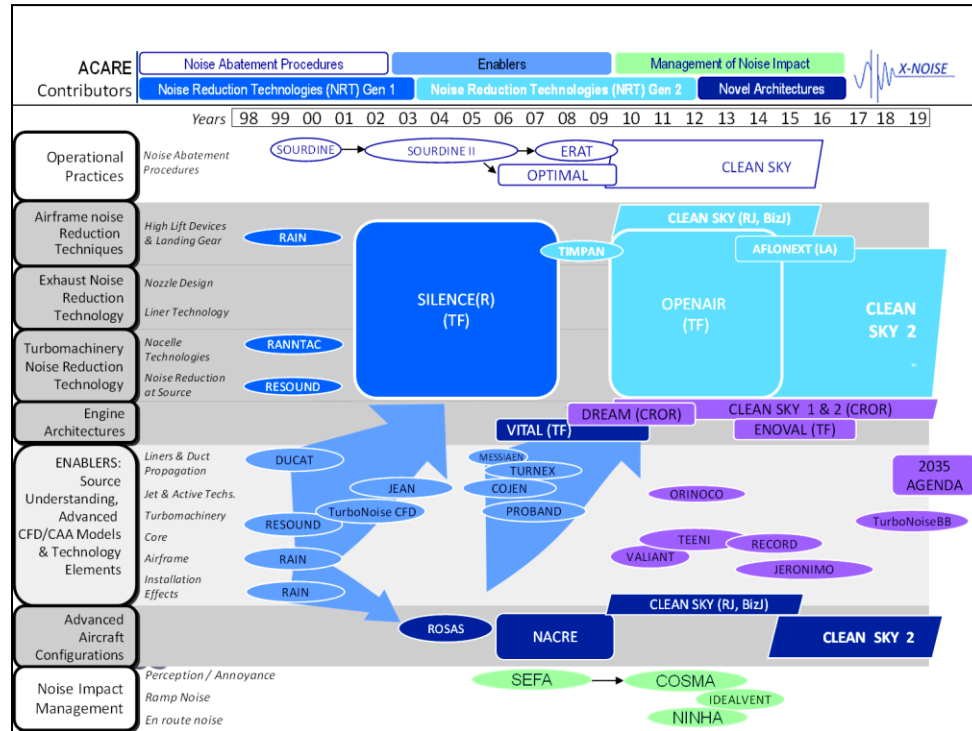 ACARE
Contributors
Noise Abatement Procedures
Enablers
Management of Noise Impact
Noise Reduction Technologies (NRT) Gen 1
Noise Reduction Technologies (NRT) Gen 2
Novel Architectures
X-NOISE
Years 98 99 00 01 02 03 04 05 06 07 08 09 10 11 12 13 14 15 16 17 18 19
Operational
Practices
Noise Abatement
Procedures
SOURDINE
SOURDINE II
ERAT
OPTIMAL
CLEAN SKY
Airframe noise
Reduction
Techniques
High Lift Devices
& Landing Gear
RAIN
TIMPAN
CLEAN SKY (RJ, BizJ)
AFLONEXT (LA)
Exhaust Noise
Reduction
Technology
Nozzle Design
Liner Technology
SILENCE(R)
(TF)
OPENAIR
(TF)
CLEAN
SKY 2
Turbomachinery
Noise Reduction
Technology
Nacelle
Technologies
Noise Reduction
at Source
RANNTAC
RESOUND
Engine
Architectures
DREAM (CROR)
CLEAN SKY 1 & 2 (CROR)
VITAL (TF)
ENOVAL (TF)
ENABLERS:
Source
Understanding,
Advanced
CFD/CAA Models
& Technology
Elements
Liners & Duct
Propagation
Jet & Active Techs.
Turbomachinery
Core
Airframe
Installation
Effects
DUCAT
JEAN
TurboNoise CFD
RESOUND
RAIN
RAIN
MESSIAEN
TURNEX
COJEN
PROBAND
ORINOCO
TEENI
VALIANT
RECORD
JERONIMO
2035
AGENDA
TurboNoiseBB
Advanced
Aircraft
Configurations
ROSAS
NACRE
CLEAN SKY (RJ, BizJ)
CLEAN SKY 2
Noise Impact
Management
Perception / Annoyance
Ramp Noise
En route noise
SEFA
COSMA
IDEALVENT
NINHA